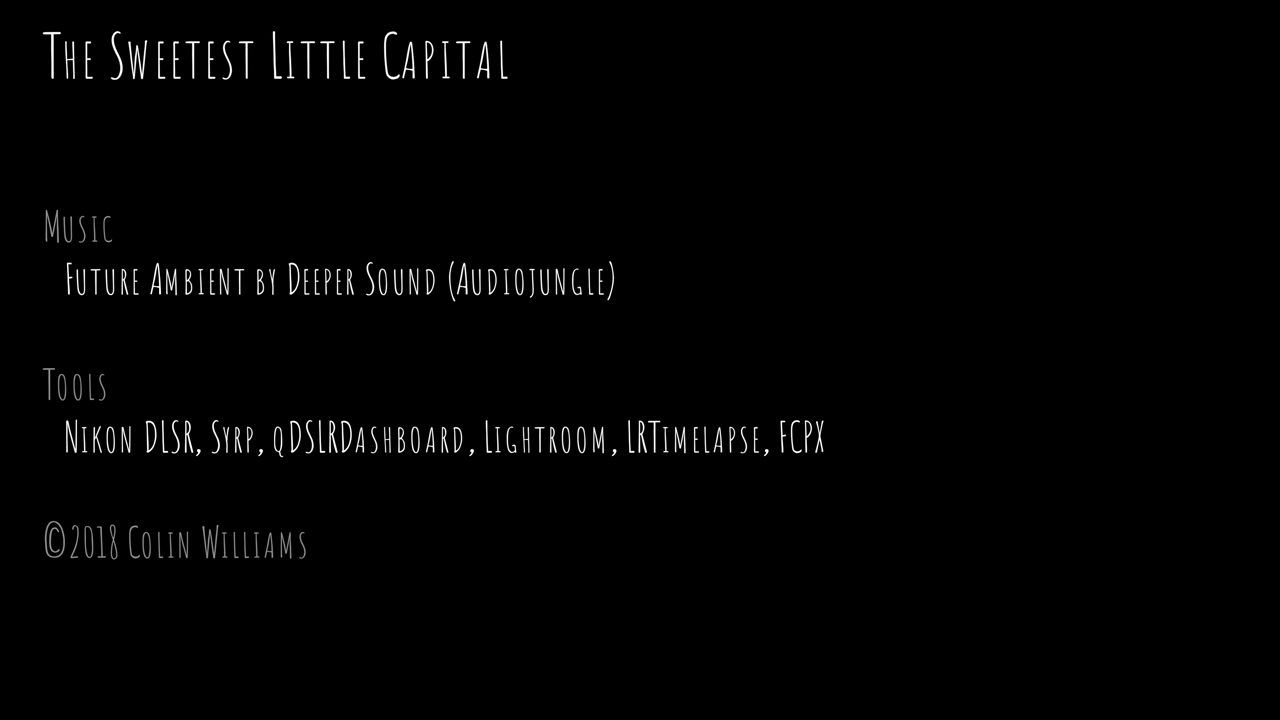 The Sweetest Little Capital
Music
Future Ambient by Deeper Sound (Audiojungle)
Tools
Nikon DLSR, Syrp, qDSLRDashboard, Lightroom, LRTimelapse, FCPX
©2018 Colin Williams